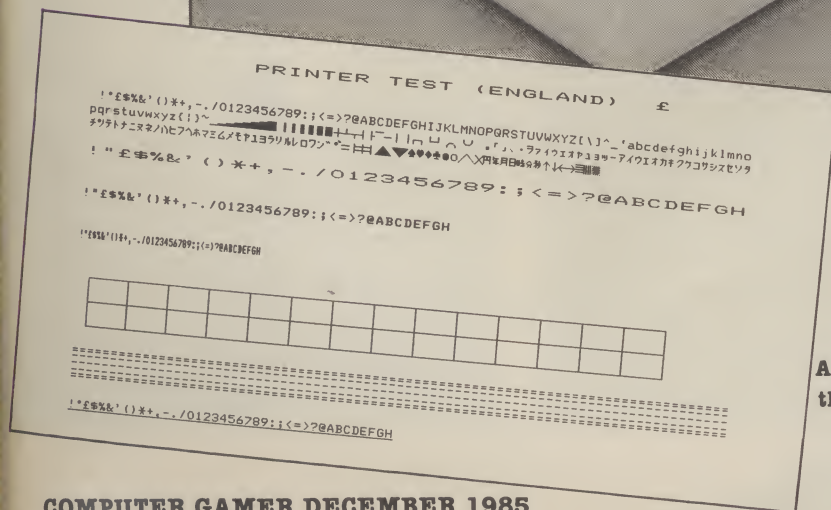 PRINTER TEST (ENGLAND) £
!"£$%&'()*+,-./0123456789:;<=>?@ABCDEFGHIJKLMNOPQRSTUVWXYZ[\]^_'abcdefghijklmno
pqrstuvwxyz{¦}~
! "£$%&' ()*+,-./0123456789:;<=>?@ABCDEFGH
!"£$%&'()*+,-./0123456789:;<=>?@ABCDEFGH
!"£$%&'()*+,-./0123456789:;<=>?@ABCDEFGH
!"£$%&'()*+,-./0123456789:;<=>?@ABCDEFGH
A
th
COMPUTER GAMER DECEMBER 1985